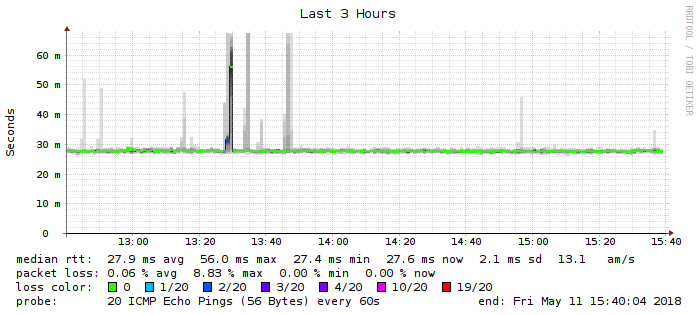 Last 3 Hours
RRDTOOL / TOBI OETIKER
Seconds
60 m
50 m
40 m
30 m
20 m
10 m
0
13:00 13:20 13:40 14:00 14:20 14:40 15:00 15:20 15:40
median rtt: 27.9 ms avg 56.0 ms max 27.4 ms min 27.6 ms now 2.1 ms sd 13.1 am/s
packet loss: 0.06 % avg 8.83 % max 0.00 % min 0.00 % now
loss color: 0 1/20 2/20 3/20 4/20 10/20 19/20
probe: 20 ICMP Echo Pings (56 Bytes) every 60s end: Fri May 11 15:40:04 2018